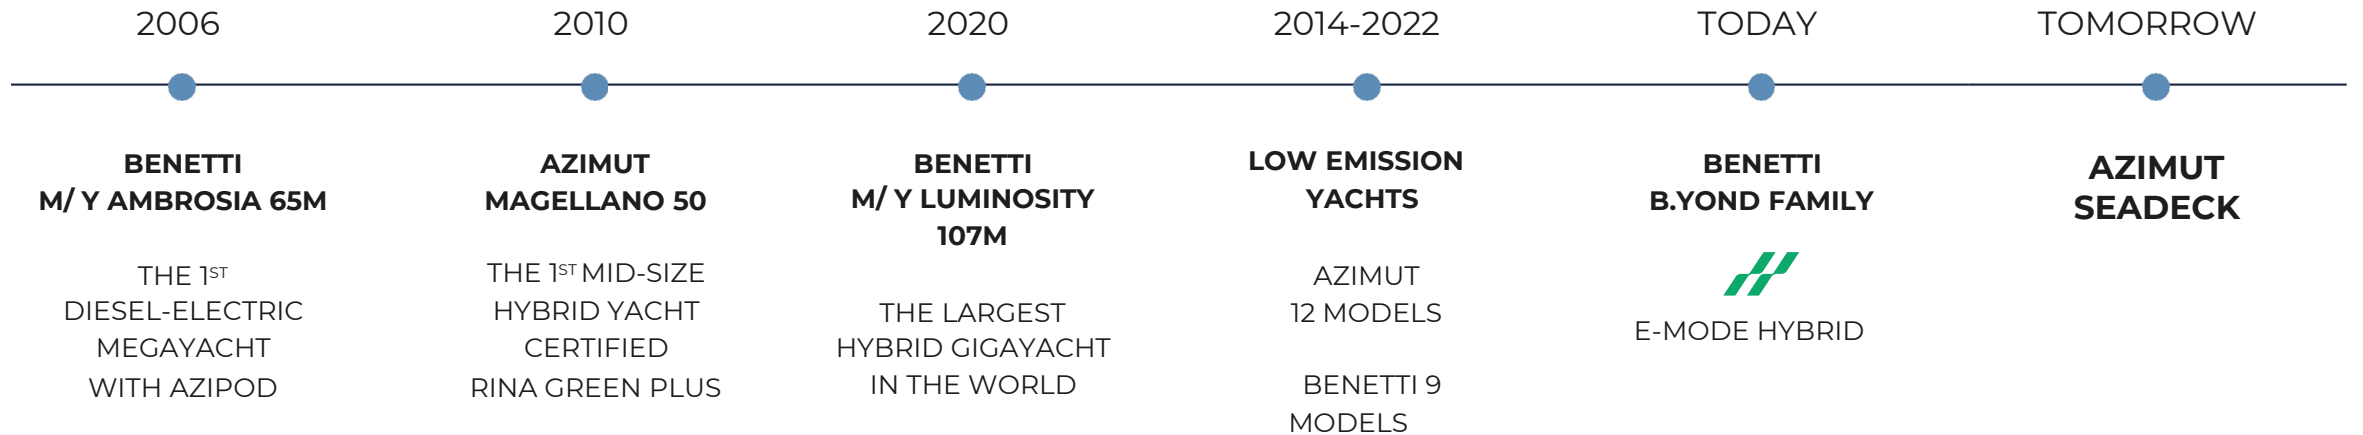 2006
BENETTI
M/ Y AMBROSIA 65M
THE 1ST
DIESEL-ELECTRIC
MEGAYACHT
WITH AZIPOD
2010
AZIMUT
MAGELLANO 50
THE 1ST MID-SIZE
HYBRID YACHT
CERTIFIED
RINA GREEN PLUS
2020
BENETTI
M/ Y LUMINOSITY
107M
THE LARGEST
HYBRID GIGAYACHT
IN THE WORLD
2014-2022
LOW EMISSION
YACHTS
AZIMUT
12 MODELS
BENETTI 9
MODELS
TODAY
BENETTI
B.YOND FAMILY
E-MODE HYBRID
TOMORROW
AZIMUT
SEADECK